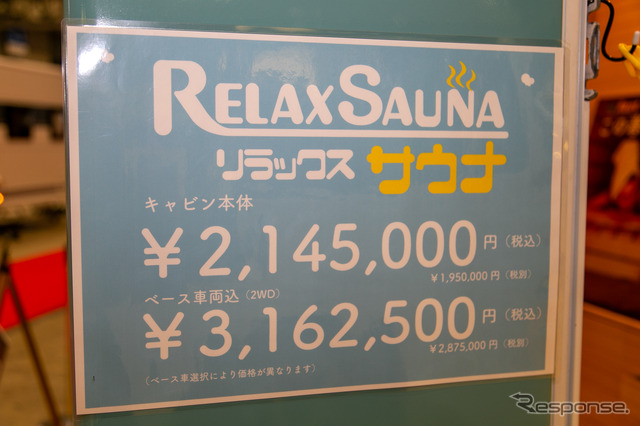 RELAX SAUNA
リラックス サウナ
キャビン本体
¥2,145,000円（税込）
¥1,950,000円（税別）
ベース車両込（2WD）
¥3,162,500円（税込）
¥2,875,000円（税別）
（ベース車選択により価格が異なります）
Response.